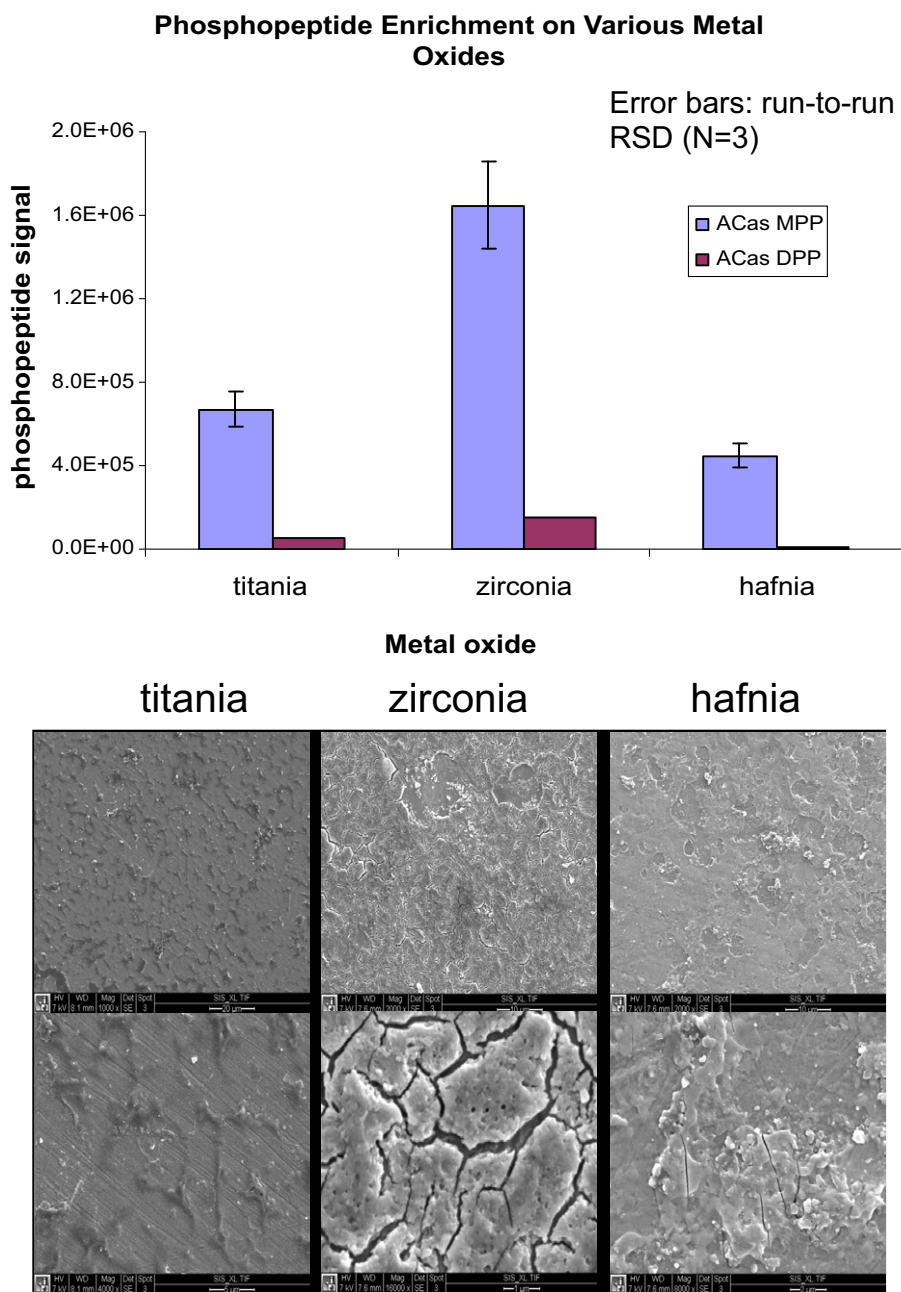 Phosphopeptide Enrichment on Various Metal
Oxides
Error bars: run-to-run
RSD (N=3)
phosphopeptide signal
2.0E+06
1.6E+06
1.2E+06
8.0E+05
4.0E+05
0.0E+00
ACas MPP
ACas DPP
titania zirconia hafnia
Metal oxide
titania zirconia hafnia
HV WD Mag Det Spot SIS_XL.TIF
7 kV 8.1 mm 1000 x SE 3 20 µm
HV WD Mag Det Spot SIS_XL.TIF
7 kV 7.6 mm 2000 x SE 3 10 µm
HV WD Mag Det Spot SIS_XL.TIF
7 kV 7.6 mm 2000 x SE 3 10 µm
HV WD Mag Det Spot SIS_XL.TIF
7 kV 8.1 mm 4000 x SE 3 5 µm
HV WD Mag Det Spot SIS_XL.TIF
7 kV 7.6 mm 16000 x SE 3 1 µm
HV WD Mag Det Spot SIS_XL.TIF
7 kV 7.6 mm 8000 x SE 3 2 µm